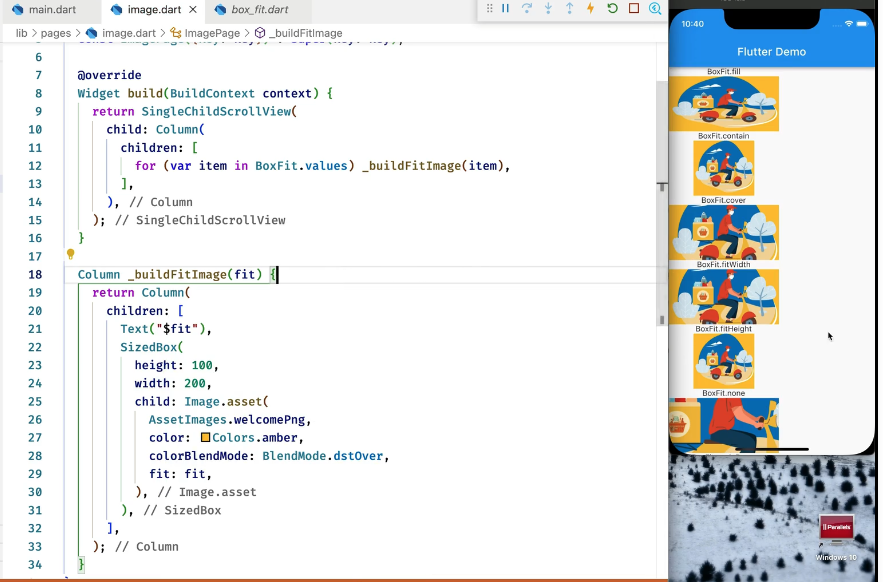 main.dart image.dart box_fit.dart
lib > pages > image.dart > ImagePage > _buildFitImage
6
7 @override
8 Widget build(BuildContext context) {
9 return SingleChildScrollView(
10 child: Column(
11 children: [
12 for (var item in BoxFit.values) _buildFitImage(item),
13 ],
14 ), // Column
15 ); // SingleChildScrollView
16 }
17
18 Column _buildFitImage(fit) {
19 return Column(
20 children: [
21 Text("$fit"),
22 SizedBox(
23 height: 100,
24 width: 200,
25 child: Image.asset(
26 AssetImages.welcomePng,
27 color: Colors.amber,
28 colorBlendMode: BlendMode.dstOver,
29 fit: fit,
30 ), // Image.asset
31 ), // SizedBox
32 ],
33 ); // Column
34 }
10:40
Flutter Demo
BoxFit.fill
BoxFit.contain
BoxFit.cover
BoxFit.fitWidth
BoxFit.fitHeight
BoxFit.none
Parallels
Windows 10